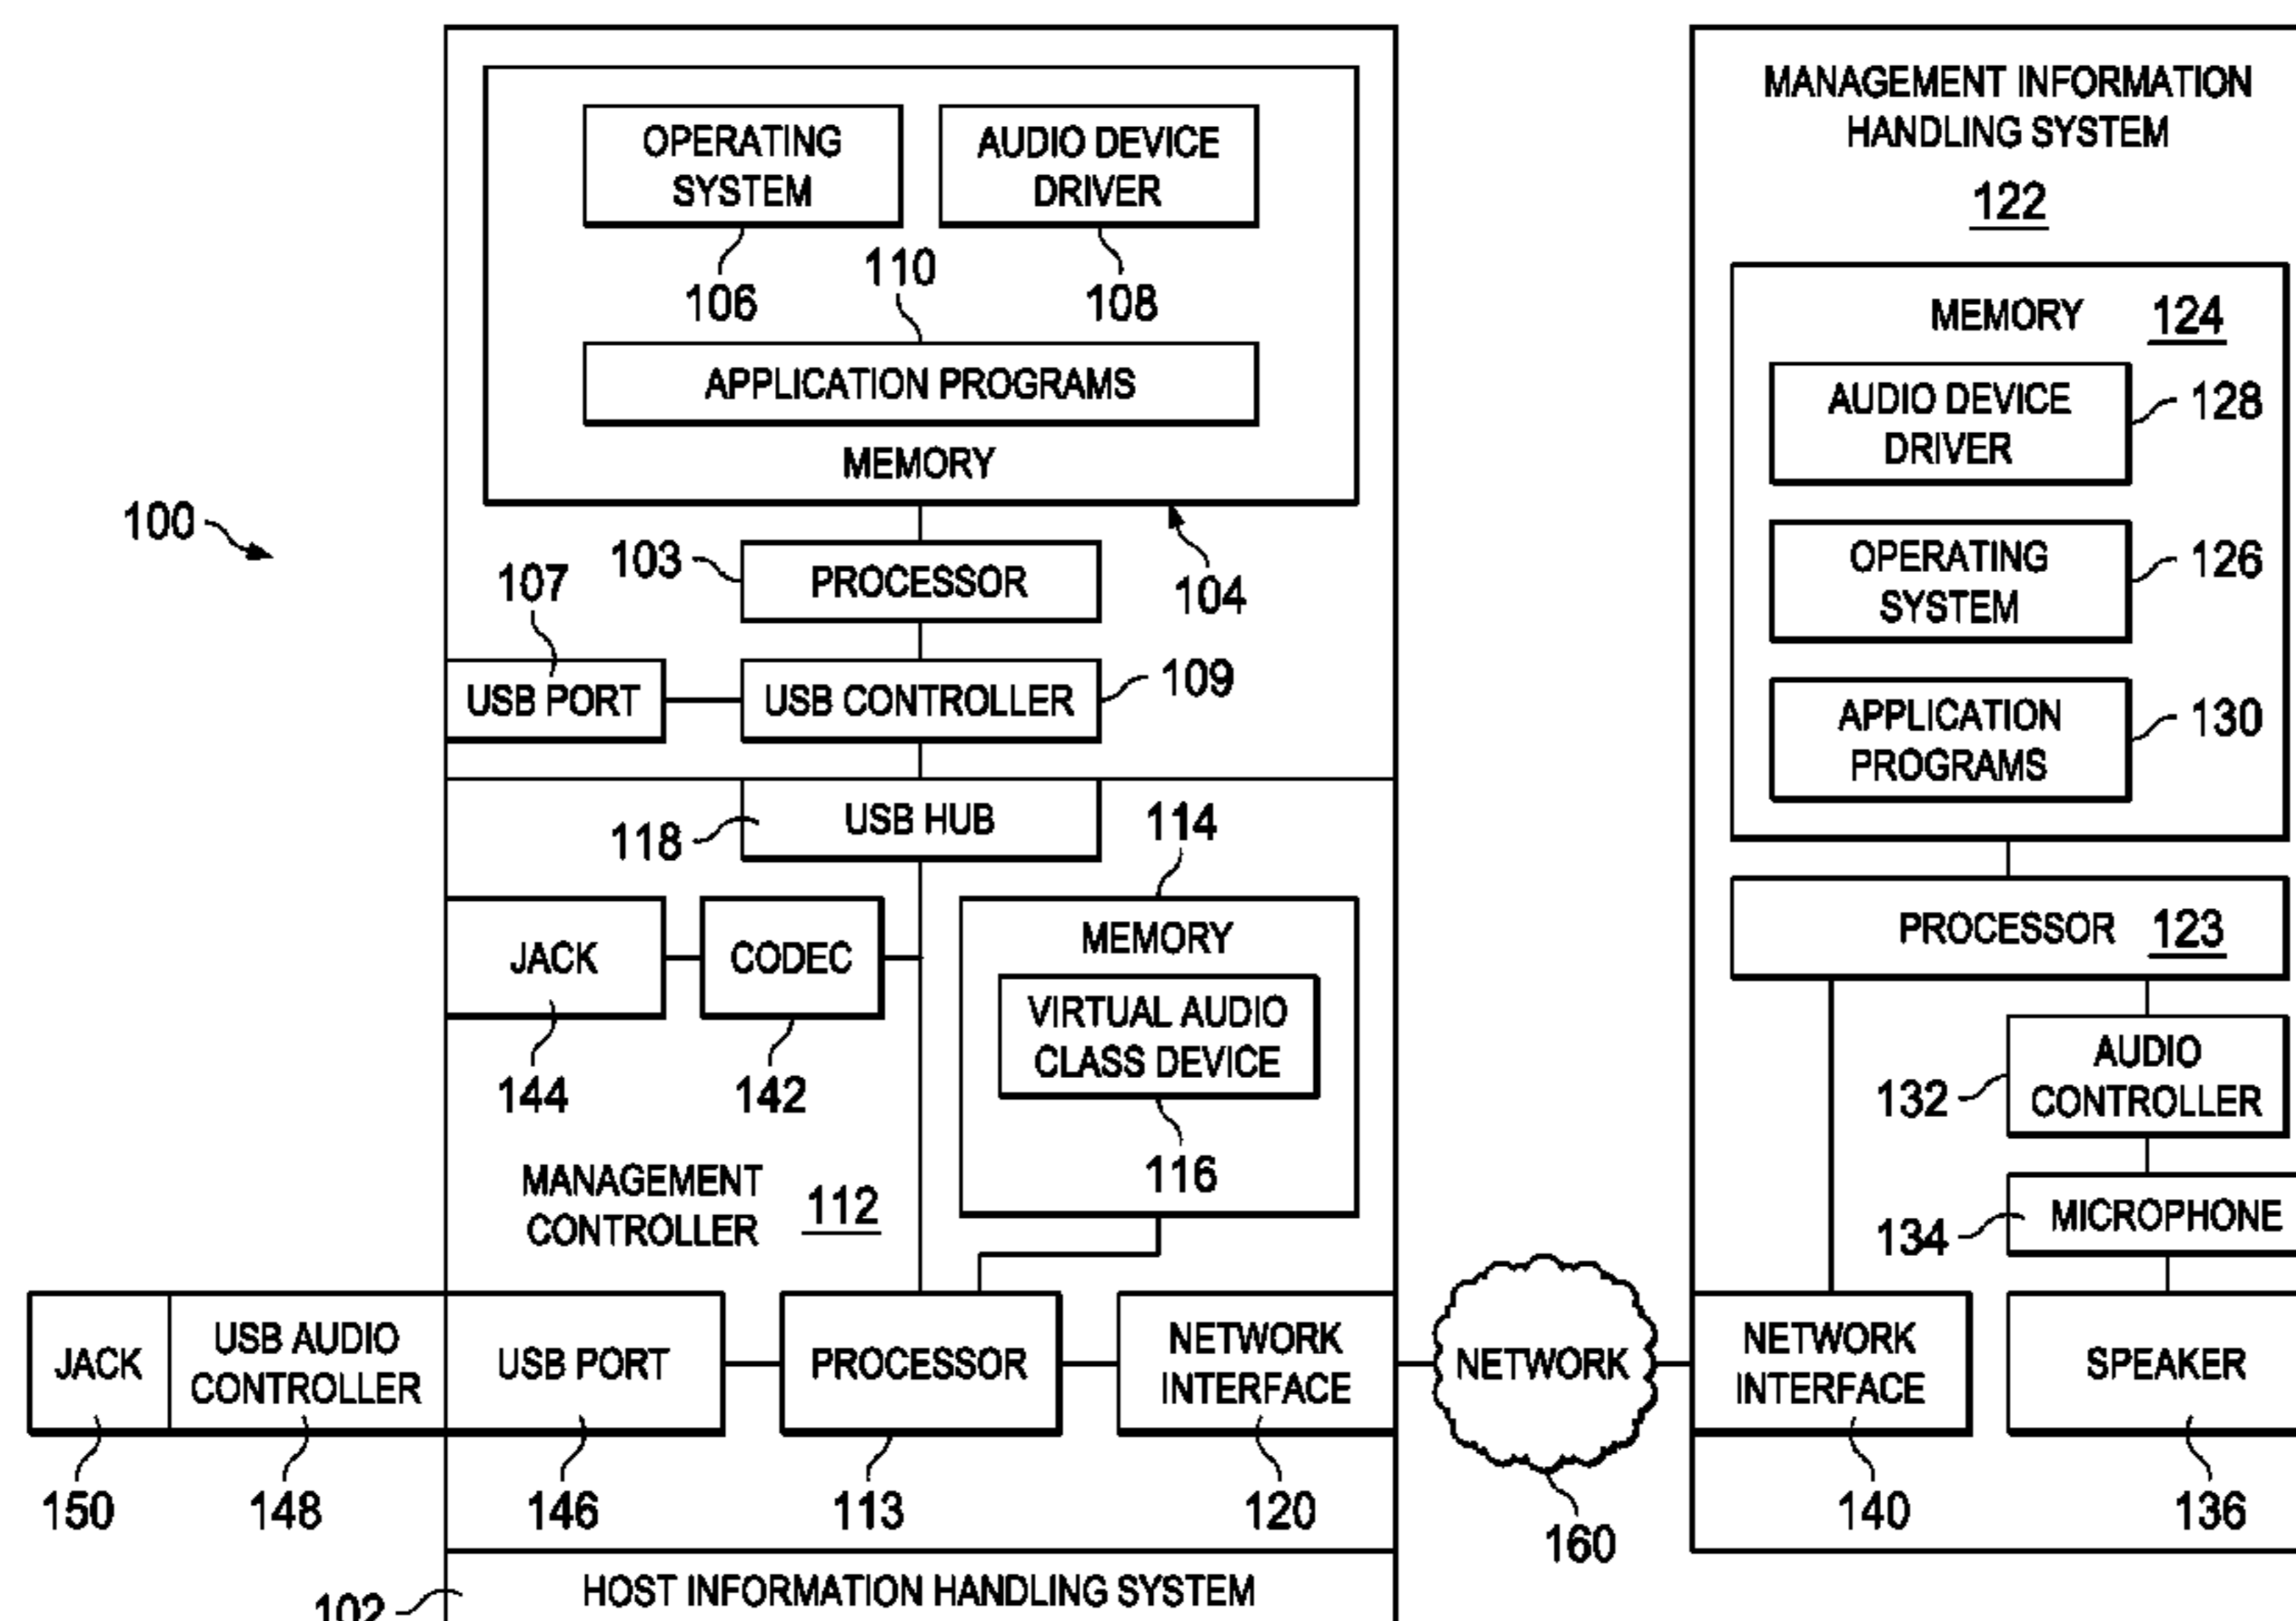 OPERATING
SYSTEM
AUDIO DEVICE
DRIVER
106
110
108
APPLICATION PROGRAMS
MEMORY
100
103
PROCESSOR
104
107
USB PORT
USB CONTROLLER
109
118
USB HUB
114
JACK
CODEC
MEMORY
VIRTUAL AUDIO
CLASS DEVICE
144
142
116
MANAGEMENT
CONTROLLER
112
JACK
USB AUDIO
CONTROLLER
USB PORT
PROCESSOR
NETWORK
INTERFACE
150
148
146
113
120
NETWORK
160
102
HOST INFORMATION HANDLING SYSTEM
MANAGEMENT INFORMATION
HANDLING SYSTEM
122
MEMORY 124
AUDIO DEVICE
DRIVER
128
OPERATING
SYSTEM
126
APPLICATION
PROGRAMS
130
PROCESSOR 123
AUDIO
CONTROLLER
132
MICROPHONE
134
NETWORK
INTERFACE
SPEAKER
140
136